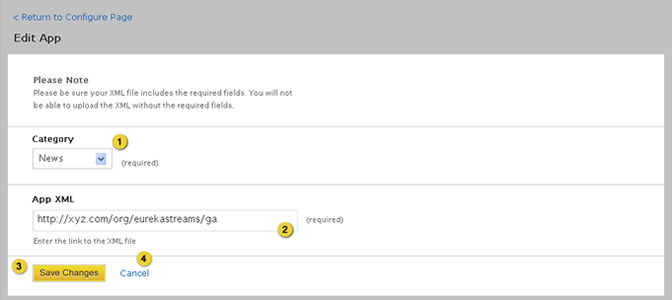 < Return to Configure Page
Edit App
Please Note
Please be sure your XML file includes the required fields. You will not
be able to upload the XML without the required fields.
Category
1
News
(required)
App XML
http://xyz.com/org/eurekastreams/ga
2
(required)
Enter the link to the XML file
3
Save Changes
4
Cancel